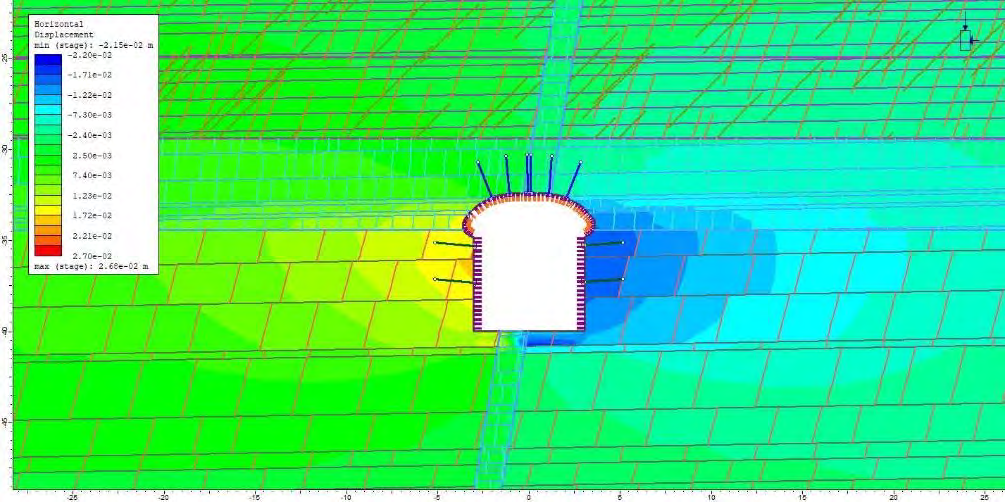 Horizontal
Displacement
min (stage): -2.15e-02 m
-2.20e-02
-1.71e-02
-1.22e-02
-7.30e-03
-2.40e-03
2.50e-03
7.40e-03
1.23e-02
1.72e-02
2.21e-02
2.70e-02
max (stage): 2.68e-02 m
-25
-30
-35
-40
-45
-25
-20
-15
-10
-5
0
5
10
15
20
25